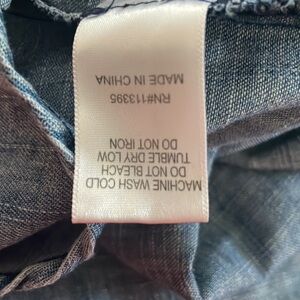 MACHINE WASH COLD
DO NOT BLEACH
TUMBLE DRY LOW
DO NOT IRON
RN#113395
MADE IN CHINA